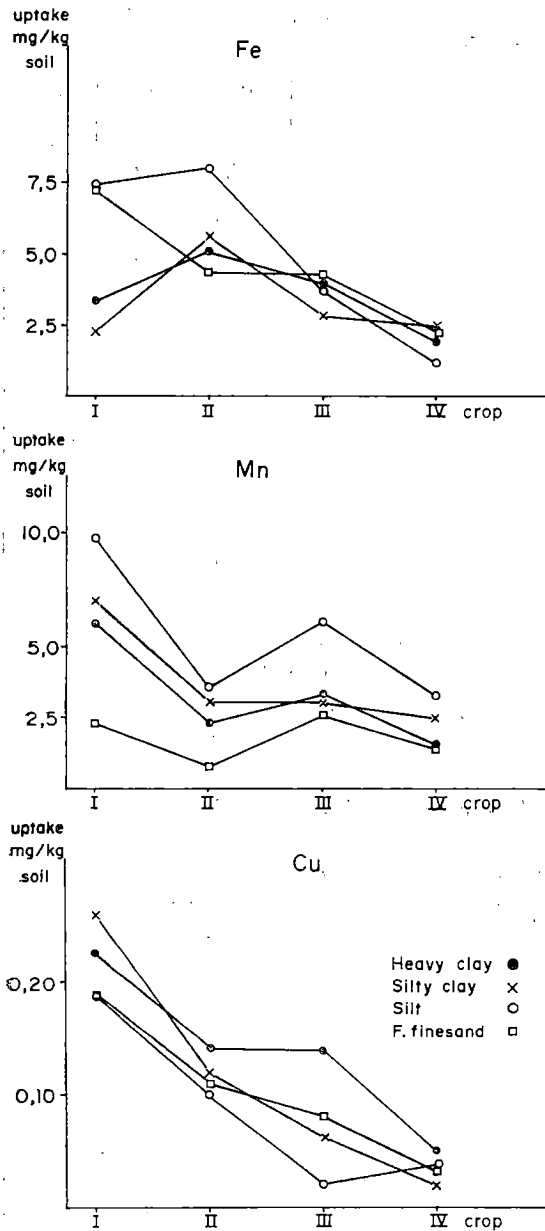 uptake
mg/kg
soil
Fe
7,5
5,0
2,5
I II III IV crop
uptake
mg/kg
soil
Mn
10,0
5,0
2,5
I II III IV crop
uptake
mg/kg
soil
Cu
0,20
0,10
Heavy clay
Silty clay
Silt
F. finesand
I II III IV crop